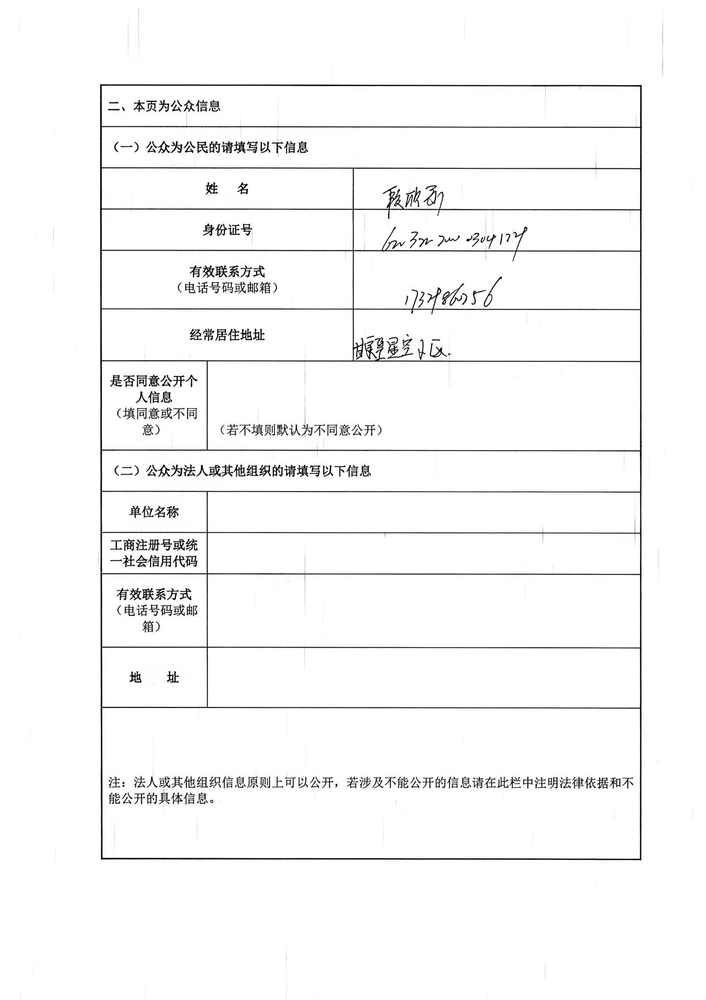 二、本页为公众信息
（一）公众为公民的请填写以下信息
姓 名
段欣
身份证号
有效联系方式
（电话号码或邮箱）
经常居住地址
星空
是否同意公开个
人信息
（填同意或不同
意）
（若不填则默认为不同意公开）
（二）公众为法人或其他组织的请填写以下信息
单位名称
工商注册号或统
一社会信用代码
有效联系方式
（电话号码或邮
箱）
地 址
注：法人或其他组织信息原则上可以公开，若涉及不能公开的信息请在此栏中注明法律依据和不
能公开的具体信息。